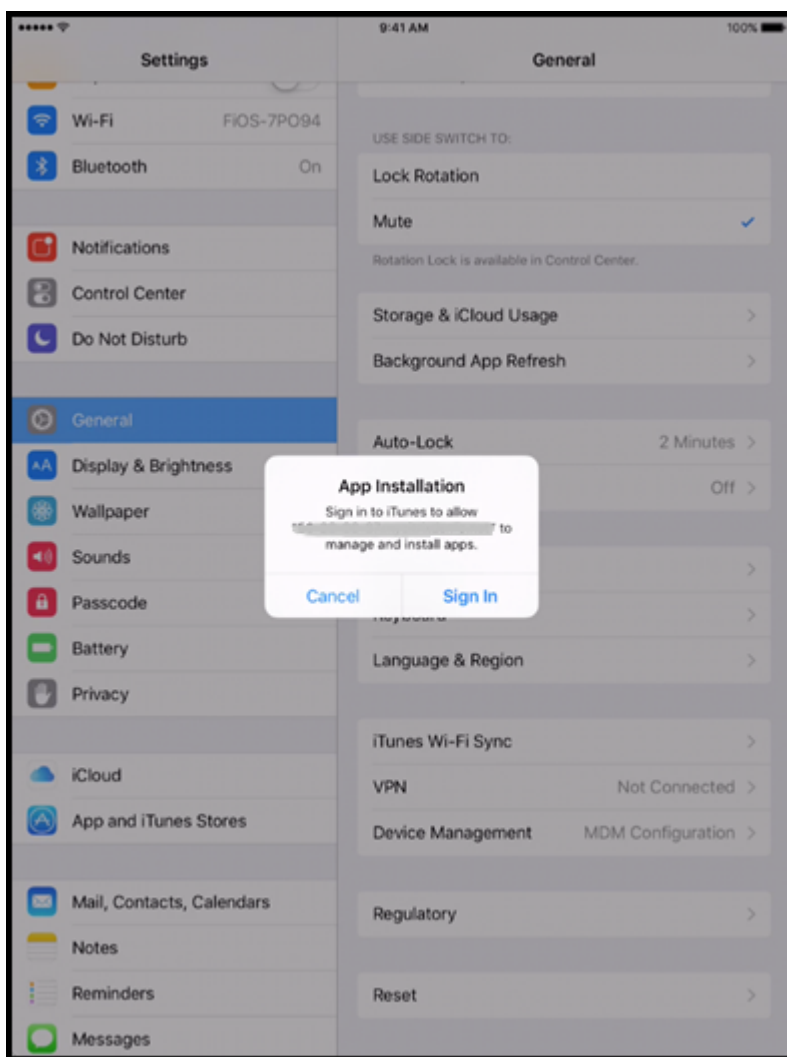 9:41 AM
100%
Settings
General
Wi-Fi
FiOS-7PO94
Bluetooth
On
Notifications
Control Center
Do Not Disturb
General
Display & Brightness
Wallpaper
Sounds
Passcode
Battery
Privacy
iCloud
App and iTunes Stores
Mail, Contacts, Calendars
Notes
Reminders
Messages
USE SIDE SWITCH TO:
Lock Rotation
Mute
Rotation Lock is available in Control Center.
Storage & iCloud Usage
Background App Refresh
Auto-Lock
2 Minutes
Off
Language & Region
iTunes Wi-Fi Sync
VPN
Not Connected
Device Management
MDM Configuration
Regulatory
Reset
App Installation
Sign in to iTunes to allow
to
manage and install apps.
Cancel
Sign In